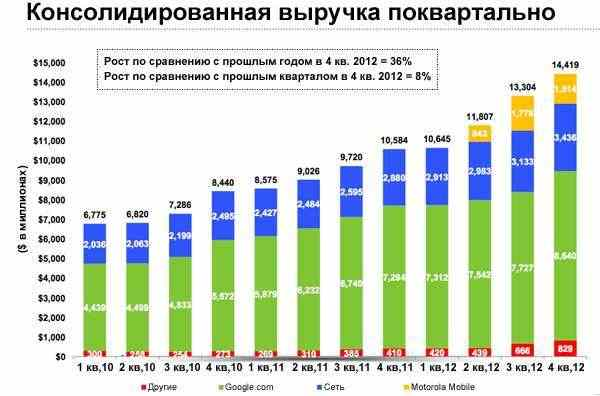 Консолидированная выручка поквартально
Рост по сравнению с прошлым годом в 4 кв. 2012 = 36%
Рост по сравнению с прошлым кварталом в 4 кв. 2012 = 8%
($ в миллионах)
$15,000
$14,000
$13,000
$12,000
$11,000
$10,000
$9,000
$8,000
$7,000
$6,000
$5,000
$4,000
$3,000
$2,000
$1,000
$0
6,775 6,820 7,286 8,440 8,575 9,026 9,720 10,584 10,645 11,807 13,304 14,419
843 1,778 1,514
2,036 2,063 2,199 2,495 2,427 2,484 2,595 2,880 2,913 2,983 3,133 3,436
4,439 4,499 4,833 5,672 5,879 6,232 6,740 7,294 7,312 7,542 7,727 8,640
300 254 273 269 310 385 410 420 439 666 829
1 кв,10 2 кв,10 3 кв,10 4 кв,10 1 кв,11 2 кв,11 3 кв,11 4 кв,11 1 кв,12 2 кв,12 3 кв,12 4 кв,12
Другие Google.com Сеть Motorola Mobile